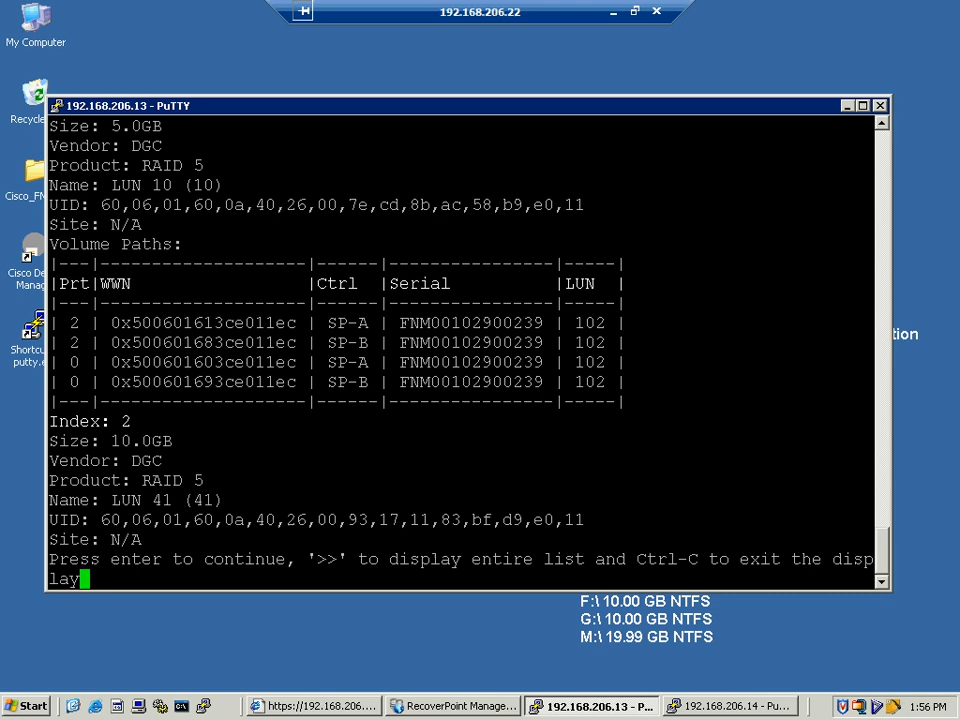 192.168.206.22
My Computer
Recycle
Cisco_FN
Cisco De
Manag
Shortcu
putty.e
192.168.206.13 - PuTTY
Size: 5.0GB
Vendor: DGC
Product: RAID 5
Name: LUN 10 (10)
UID: 60,06,01,60,0a,40,26,00,7e,cd,8b,ac,58,b9,e0,11
Site: N/A
Volume Paths:
|---|--------------------|------|----------------|-----|
|Prt|WWN |Ctrl |Serial |LUN |
|---|--------------------|------|----------------|-----|
| 2 | 0x500601613ce011ec | SP-A | FNM00102900239 | 102 |
| 2 | 0x500601683ce011ec | SP-B | FNM00102900239 | 102 |
| 0 | 0x500601603ce011ec | SP-A | FNM00102900239 | 102 |
| 0 | 0x500601693ce011ec | SP-B | FNM00102900239 | 102 |
|---|--------------------|------|----------------|-----|
Index: 2
Size: 10.0GB
Vendor: DGC
Product: RAID 5
Name: LUN 41 (41)
UID: 60,06,01,60,0a,40,26,00,93,17,11,83,bf,d9,e0,11
Site: N/A
Press enter to continue, '>>' to display entire list and Ctrl-C to exit the disp
lay
tion
F:\ 10.00 GB NTFS
G:\ 10.00 GB NTFS
M:\ 19.99 GB NTFS
Start
https://192.168.206....
RecoverPoint Manage...
192.168.206.13 - P...
192.168.206.14 - Pu...
1:56 PM